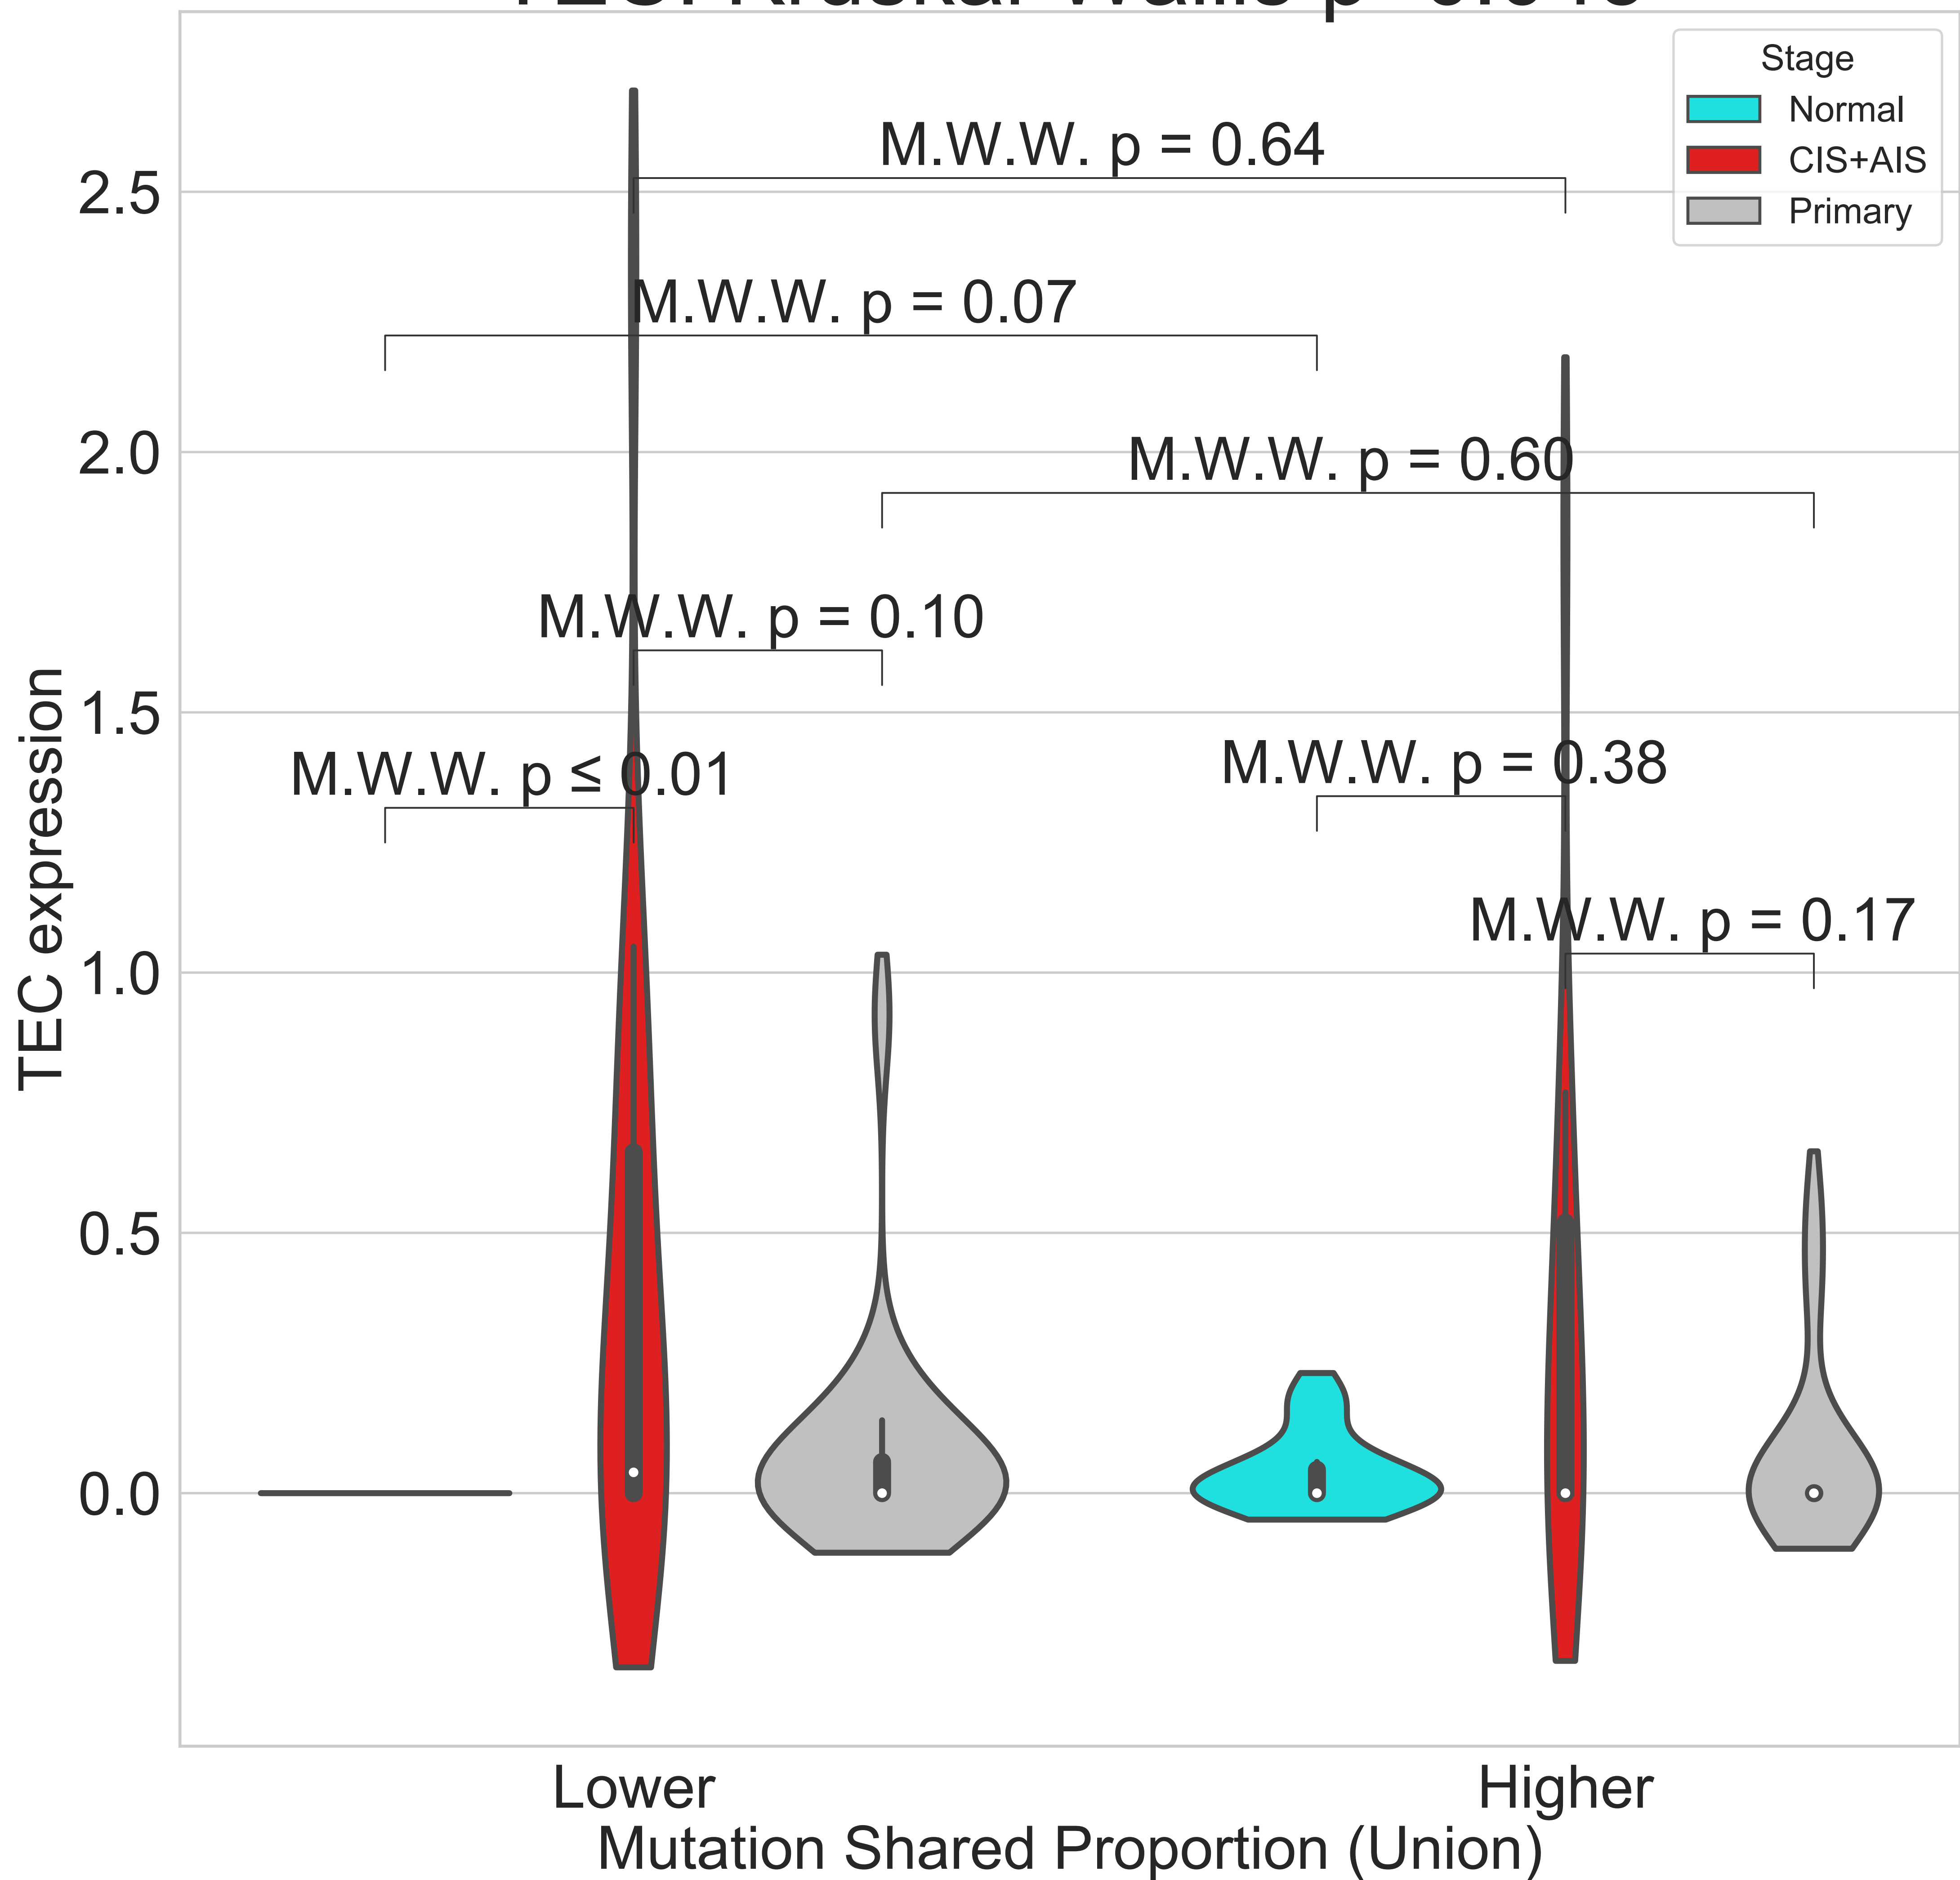 Stage
Normal
CIS+AIS
Primary
M.W.W. p = 0.64
M.W.W. p = 0.07
M.W.W. p = 0.60
M.W.W. p = 0.10
M.W.W. p ≤ 0.01
M.W.W. p = 0.38
M.W.W. p = 0.17
2.5
2.0
1.5
1.0
0.5
0.0
TEC expression
Lower
Higher
Mutation Shared Proportion (Union)